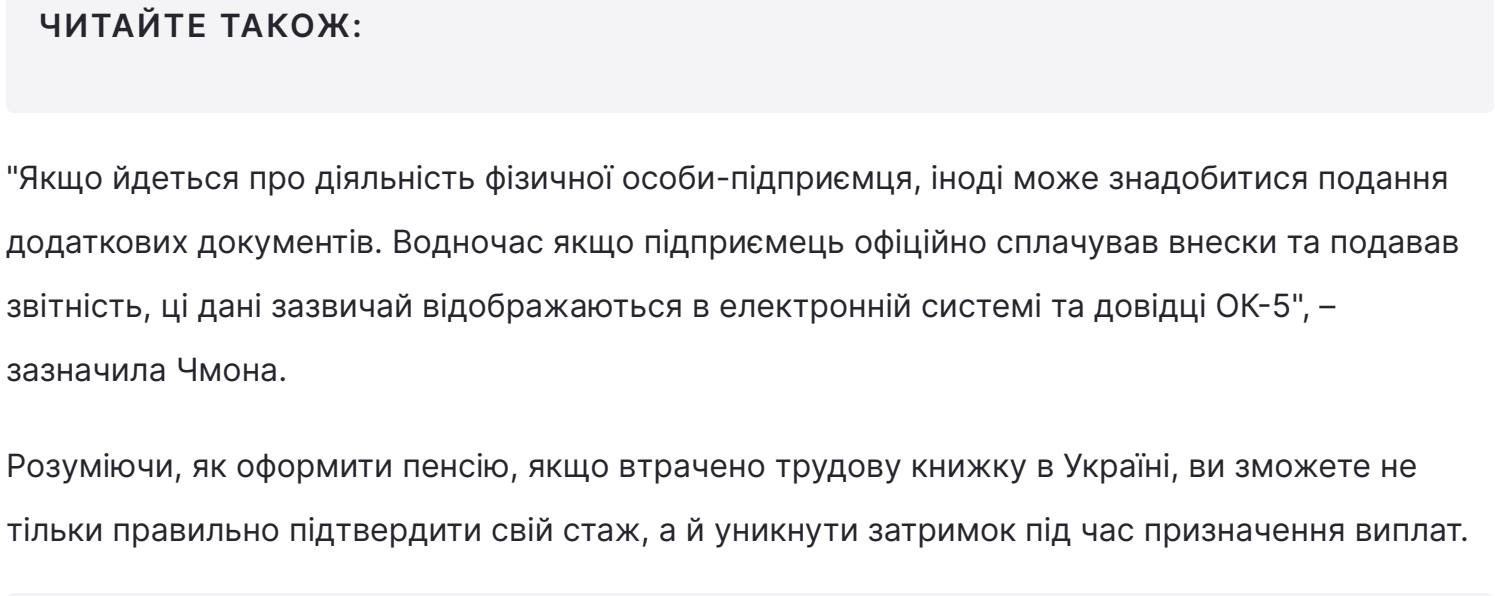 ЧИТАЙТЕ ТАКОЖ:
"Якщо йдеться про діяльність фізичної особи-підприємця, іноді може знадобитися подання
додаткових документів. Водночас якщо підприємець офіційно сплачував внески та подавав
звітність, ці дані зазвичай відображаються в електронній системі та довідці ОК-5", –
зазначила Чмона.
Розуміючи, як оформити пенсію, якщо втрачено трудову книжку в Україні, ви зможете не
тільки правильно підтвердити свій стаж, а й уникнути затримок під час призначення виплат.